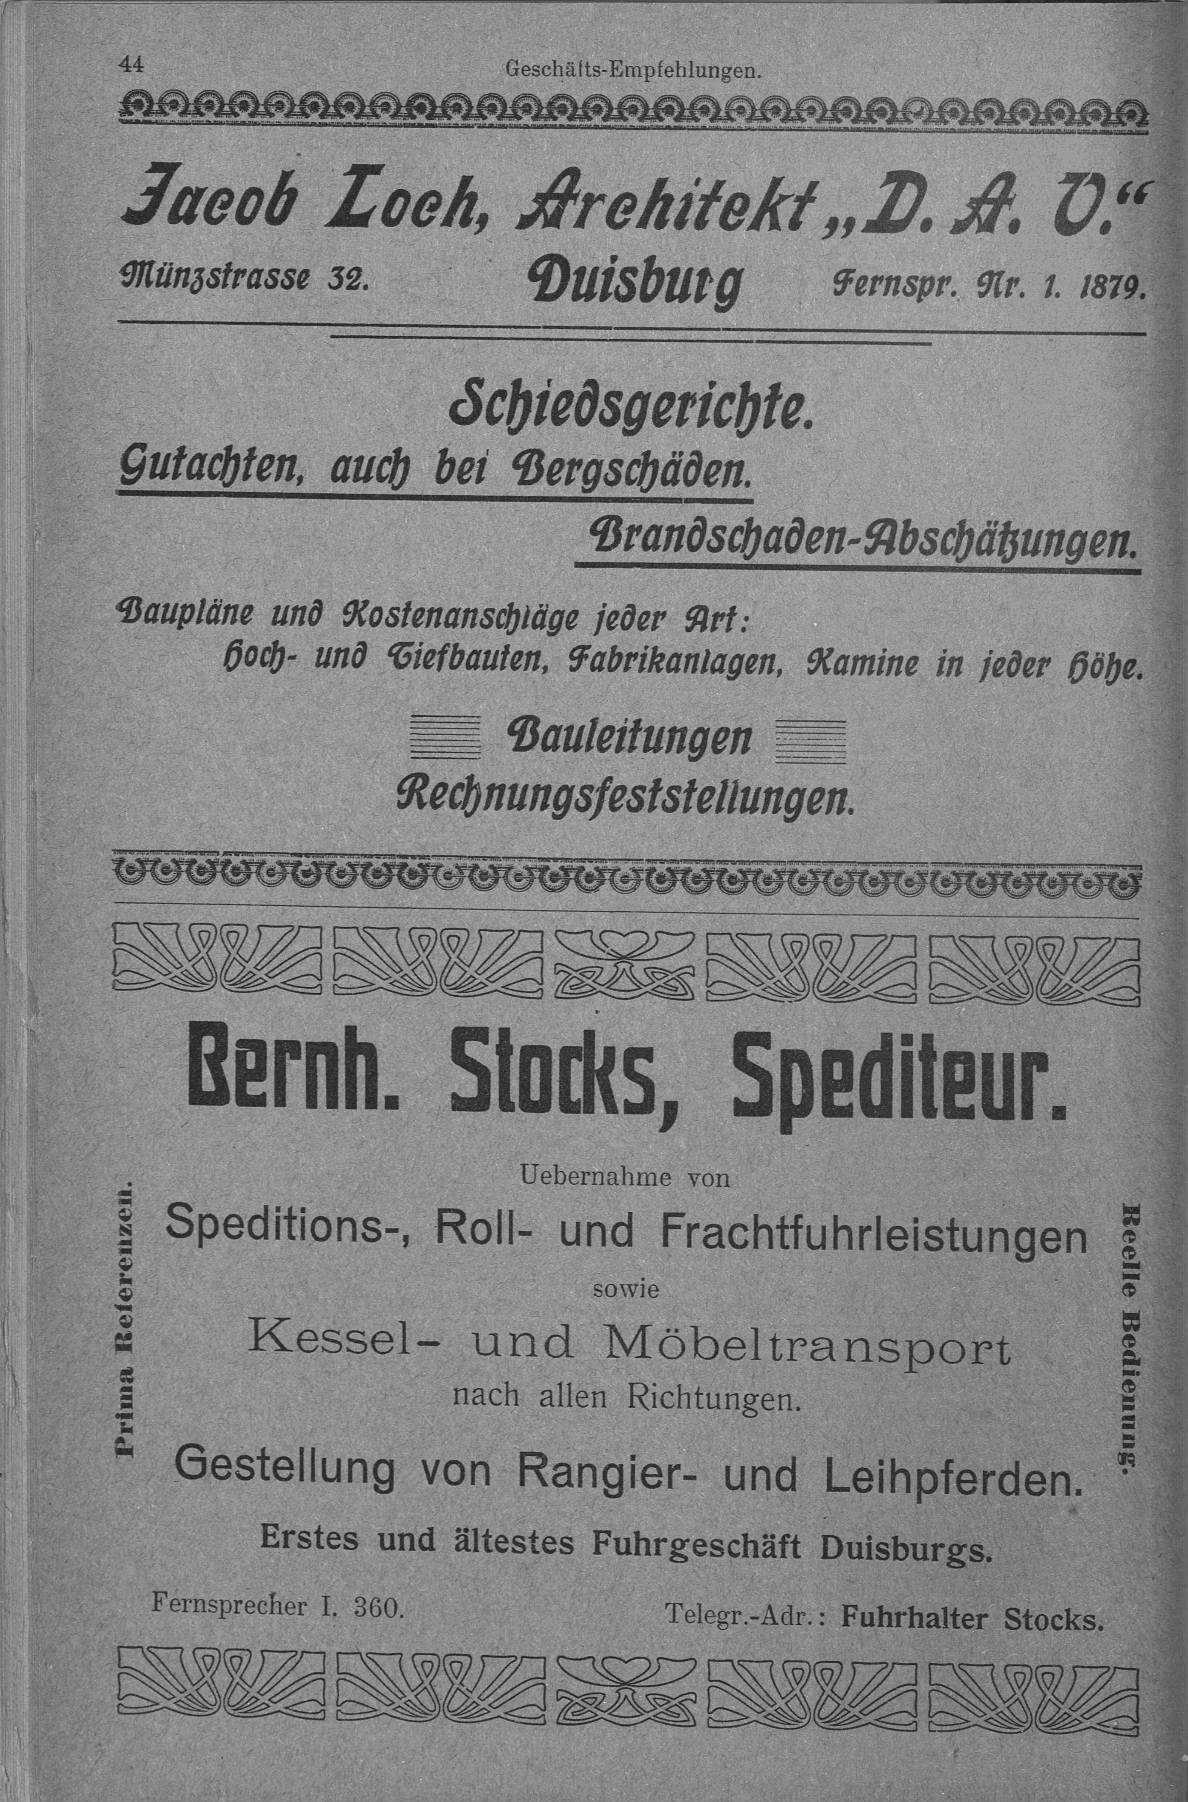 44
Geschäfts-Empfehlungen.
Jacob Loch, Architekt „D. A. V.“
Münzstrasse 32. Duisburg Fernspr. Nr. 1. 1879.
Schiedsgerichte.
Gutachten, auch bei Bergschäden.
Brandschaden-Abschätzungen.
Baupläne und Kostenanschläge jeder Art:
Hoch- und Tiefbauten, Fabrikanlagen, Kamine in jeder Höhe.
Bauleitungen
Rechnungsfeststellungen.
Bernh. Stocks, Spediteur.
Uebernahme von
Speditions-, Roll- und Frachtfuhrleistungen
sowie
Kessel- und Möbeltransport
nach allen Richtungen.
Prima Referenzen.
Reelle Bedienung.
Gestellung von Rangier- und Leihpferden.
Erstes und ältestes Fuhrgeschäft Duisburgs.
Fernsprecher I. 360. Telegr.-Adr.: Fuhrhalter Stocks.